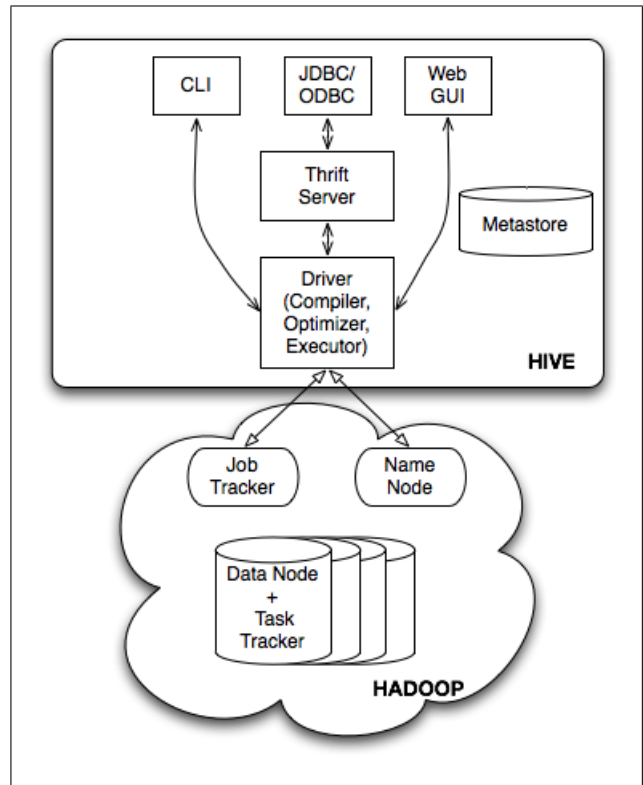 CLI
JDBC/
ODBC
Web
GUI
Thrift
Server
Metastore
Driver
(Compiler,
Optimizer,
Executor)
HIVE
Job
Tracker
Name
Node
Data Node
+
Task
Tracker
HADOOP